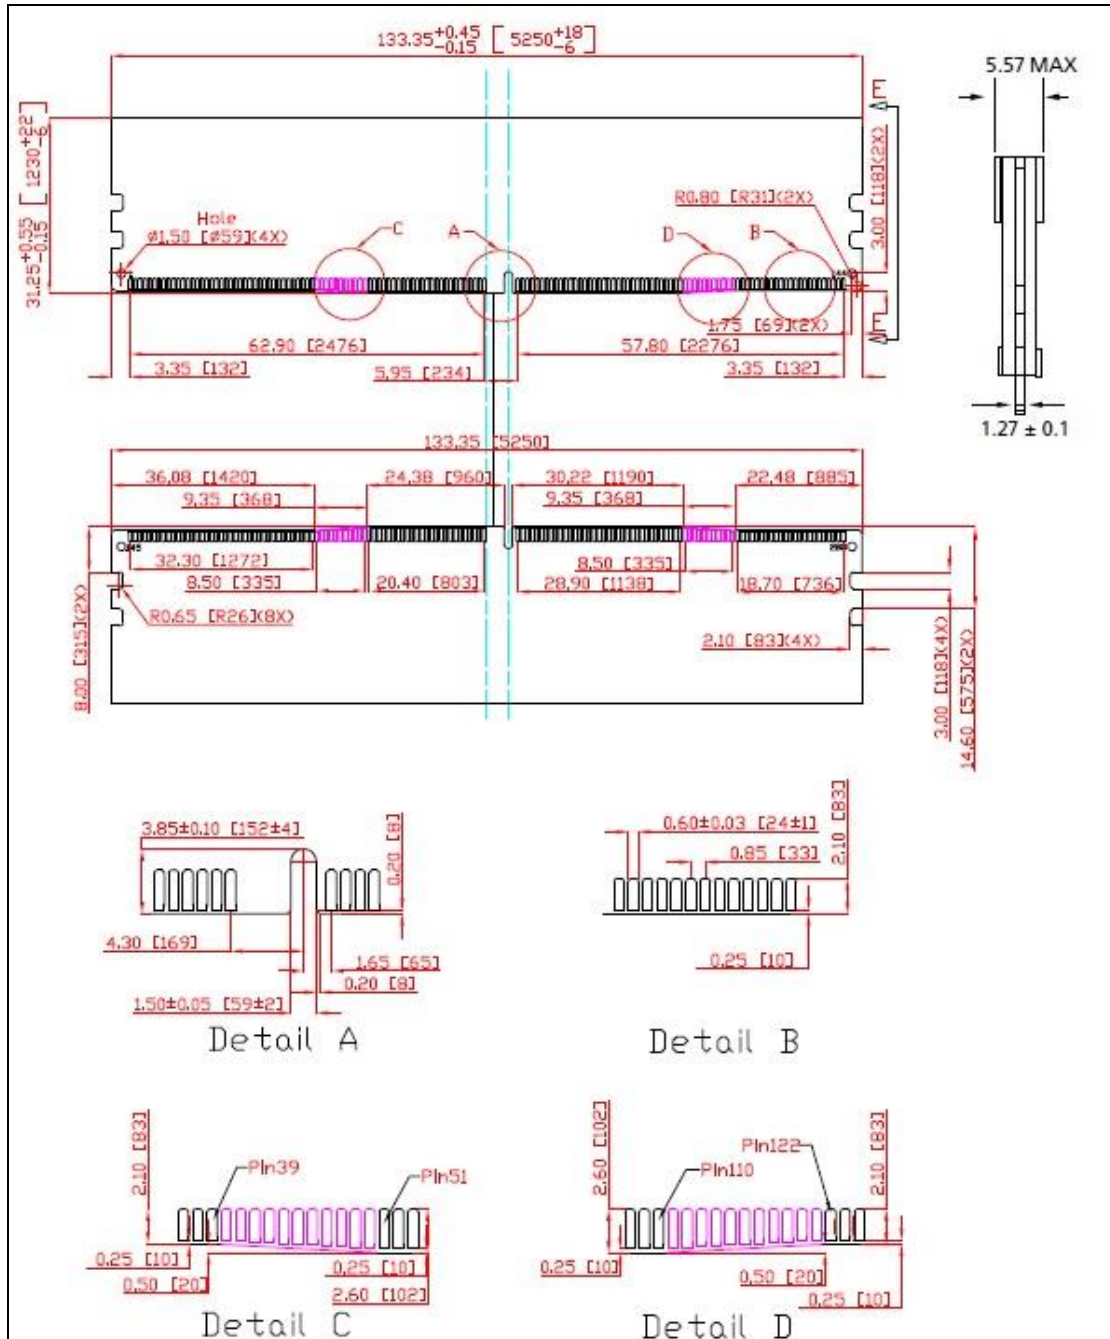 133.35+0.45-0.15 [ 5250+18-6 ]
5.57 MAX
E
31.25+0.55-0.15 [ 1230+22-6 ]
3.00 [118](2X)
R0.80 [R31](2X)
Hole
ø1.50 [ø59](4X)
C
A
D
B
1.75 [69](2X)
E
62.90 [2476]
57.80 [2276]
3.35 [132]
5.95 [234]
3.35 [132]
1.27 ± 0.1
133.35 [5250]
36.08 [1420]
24.38 [960]
30.22 [1190]
22.48 [885]
9.35 [368]
9.35 [368]
32.30 [1272]
8.50 [335]
8.50 [335]
20.40 [803]
28.90 [1138]
18.70 [736]
R0.65 [R26](8X)
2.10 [83](4X)
8.00 [315](2X)
3.00 [118](4X)
14.60 [575](2X)
3.85±0.10 [152±4]
0.20 [8]
4.30 [169]
1.65 [65]
0.20 [8]
1.50±0.05 [59±2]
Detail A
0.60±0.03 [24±1]
0.85 [33]
2.10 [83]
0.25 [10]
Detail B
2.10 [83]
Pin39
Pin51
0.25 [10]
0.50 [20]
0.25 [10]
2.60 [102]
Detail C
2.60 [102]
Pin110
Pin122
2.10 [83]
0.25 [10]
0.50 [20]
0.25 [10]
Detail D